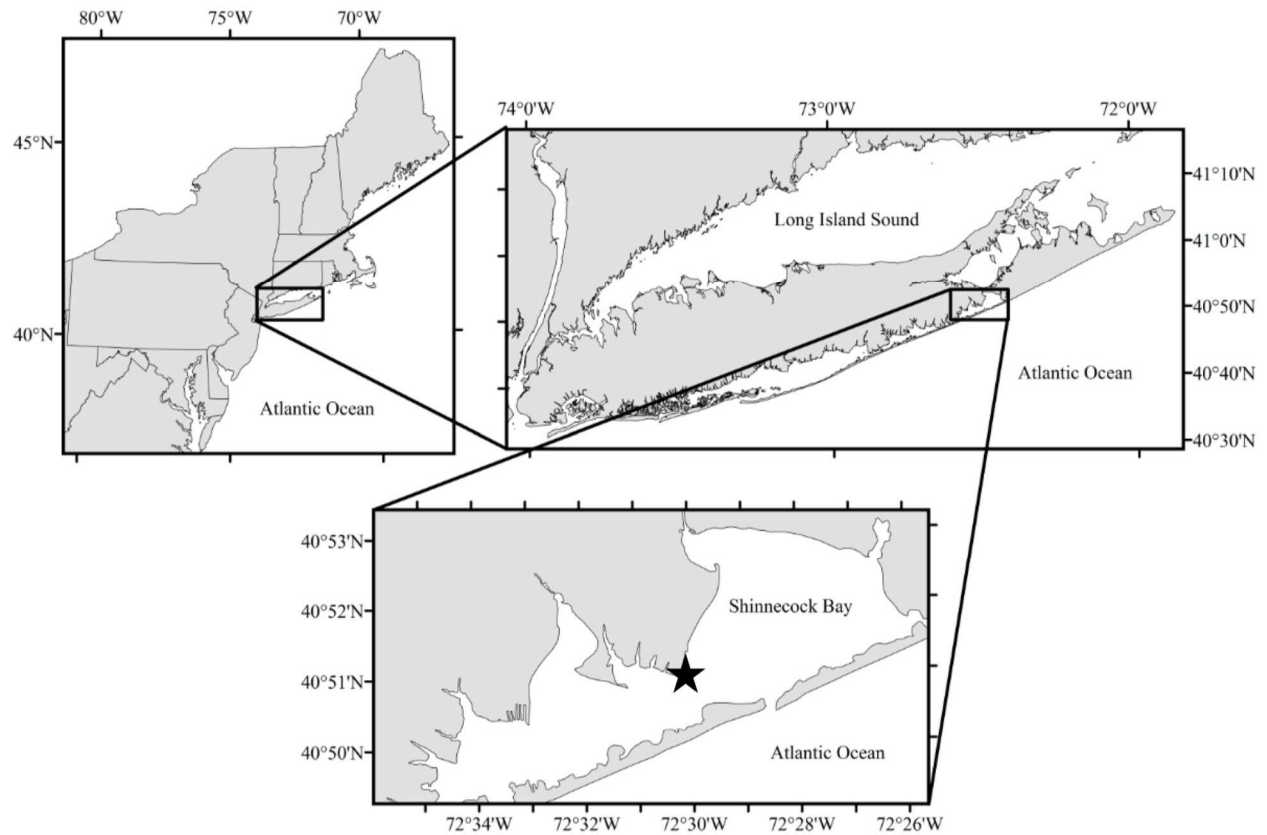 80°W 75°W 70°W
45°N
40°N
Atlantic Ocean
74°0'W 73°0'W 72°0'W
41°10'N
41°0'N
40°50'N
40°40'N
40°30'N
Long Island Sound
Atlantic Ocean
40°53'N
40°52'N
40°51'N
40°50'N
Shinnecock Bay
Atlantic Ocean
72°34'W 72°32'W 72°30'W 72°28'W 72°26'W